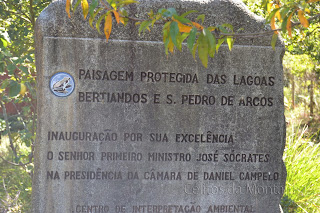 PAISAGEM PROTEGIDA DAS LAGOAS
BERTIANDOS E S. PEDRO DE ARCOS
INAUGURAÇÃO POR SUA EXCELÊNCIA
O SENHOR PRIMEIRO MINISTRO JOSÉ SÓCRATES
NA PRESIDÊNCIA DA CÂMARA DE DANIEL CAMPELO
CENTRO DE INTERPRETAÇÃO AMBIENTAL